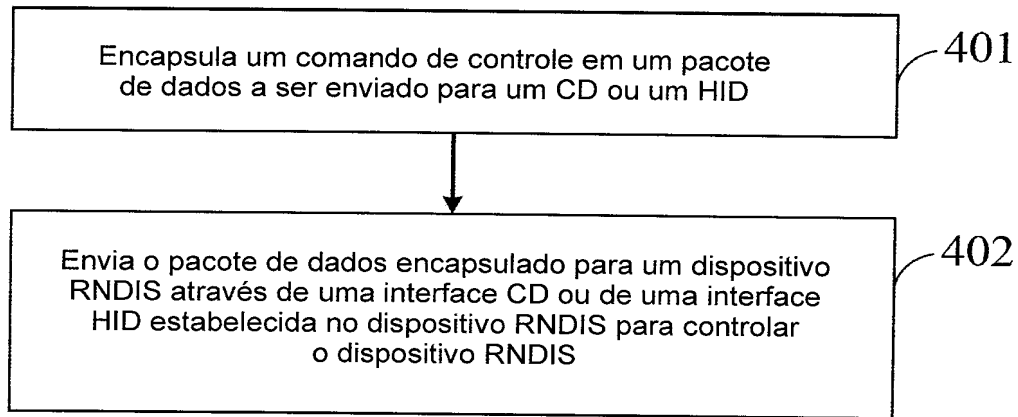 Encapsula um comando de controle em um pacote
de dados a ser enviado para um CD ou um HID
401
Envia o pacote de dados encapsulado para um dispositivo
RNDIS através de uma interface CD ou de uma interface
HID estabelecida no dispositivo RNDIS para controlar
o dispositivo RNDIS
402